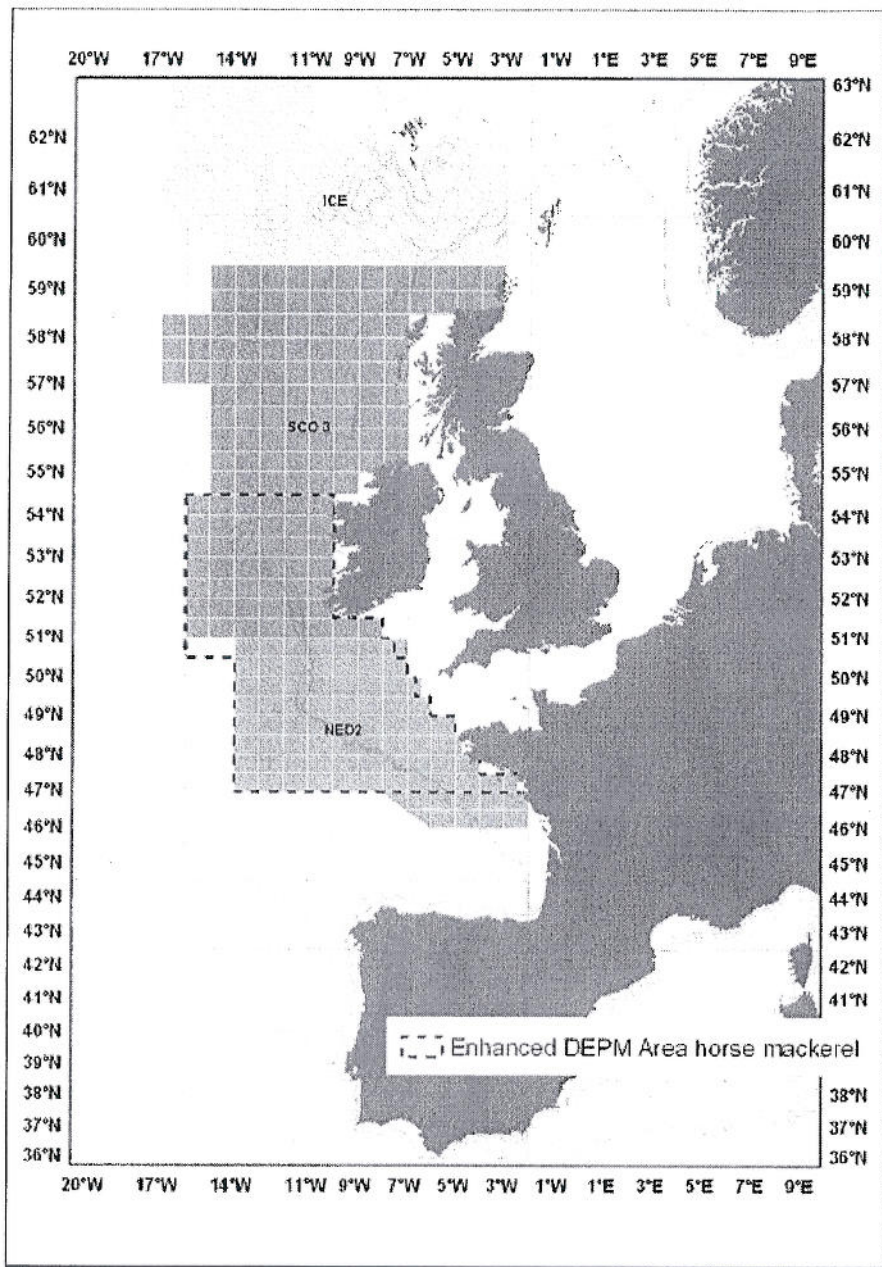 20°W 17°W 14°W 11°W 9°W 7°W 5°W 3°W 1°W 1°E 3°E 5°E 7°E 9°E
63°N
62°N 62°N
61°N 61°N
ICE
60°N 60°N
59°N 59°N
58°N 58°N
57°N 57°N
56°N SCO 3 56°N
55°N 55°N
54°N 54°N
53°N 53°N
52°N 52°N
51°N 51°N
50°N 50°N
49°N 49°N
NED2
48°N 48°N
47°N 47°N
46°N 46°N
45°N 45°N
44°N 44°N
43°N 43°N
42°N 42°N
41°N 41°N
40°N
Enhanced DEPM Area horse mackerel
39°N
38°N 38°N
37°N 37°N
36°N 36°N
20°W 17°W 14°W 11°W 9°W 7°W 5°W 3°W 1°W 1°E 3°E 5°E 7°E 9°E